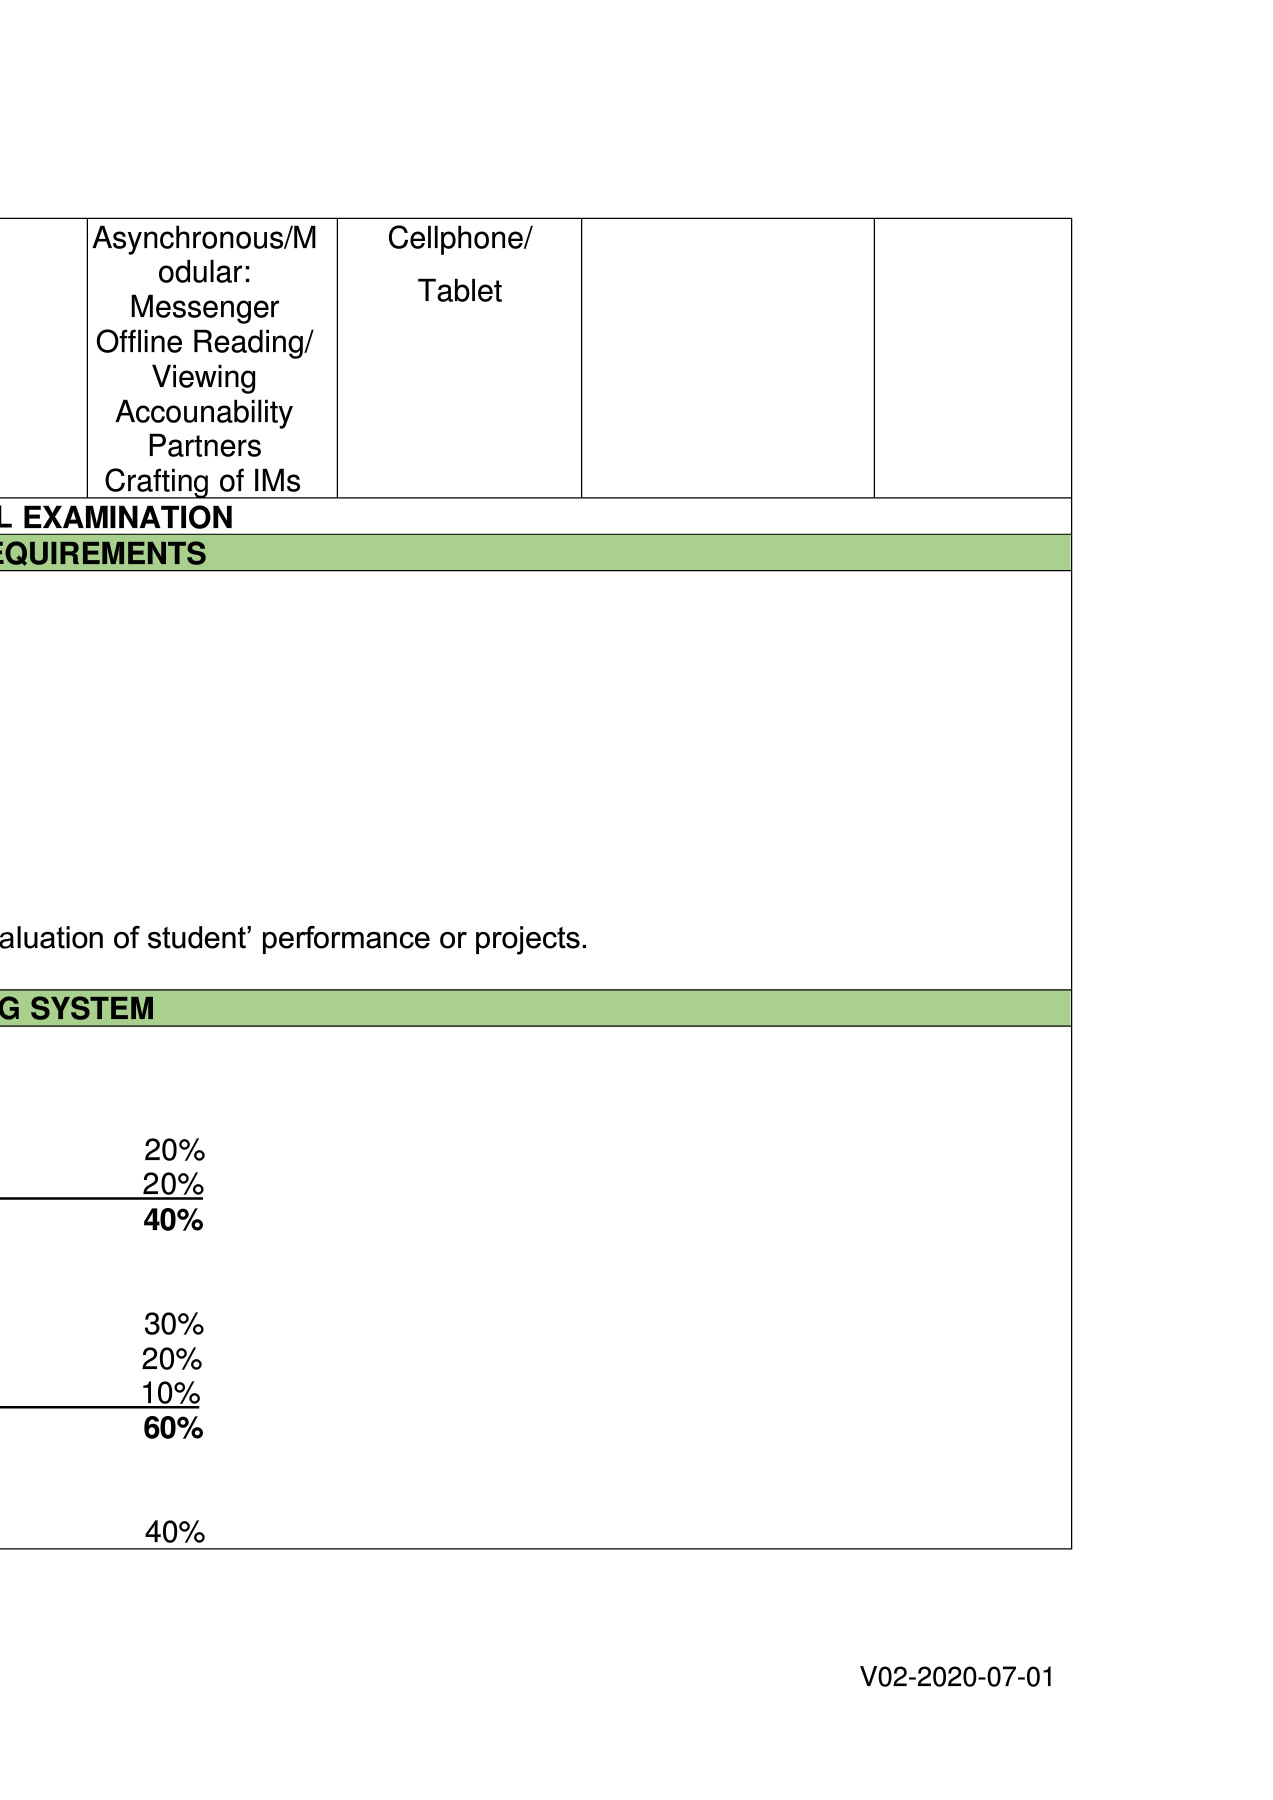 Asynchronous/M
odular:
Messenger
Offline Reading/
Viewing
Accounability
Partners
Crafting of IMs
Cellphone/
Tablet
L EXAMINATION
EQUIREMENTS
aluation of student’ performance or projects.
G SYSTEM
20%
20%
40%
30%
20%
10%
60%
40%
V02-2020-07-01